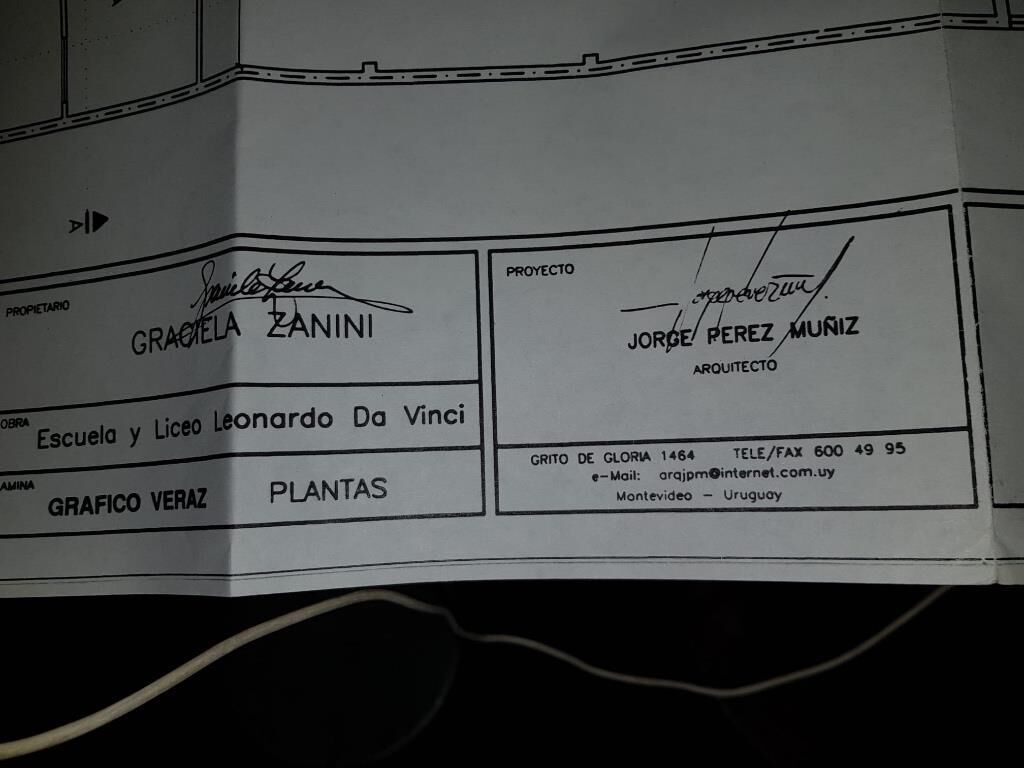 A
PROPIETARIO
GRACIELA ZANINI
OBRA
Escuela y Liceo Leonardo Da Vinci
AMINA
GRAFICO VERAZ PLANTAS
PROYECTO
JORGE PEREZ MUÑIZ
ARQUITECTO
GRITO DE GLORIA 1464 TELE/FAX 600 49 95
e-Mail: arqjpm@internet.com.uy
Montevideo - Uruguay